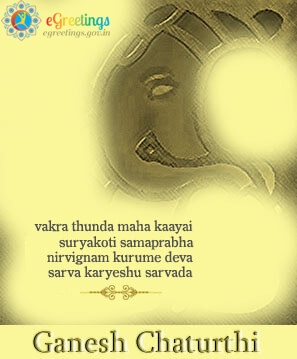 eGreetings
egreetings.gov.in
vakra thunda maha kaayai
suryakoti samaprabha
nirvignam kurume deva
sarva karyeshu sarvada
Ganesh Chaturthi